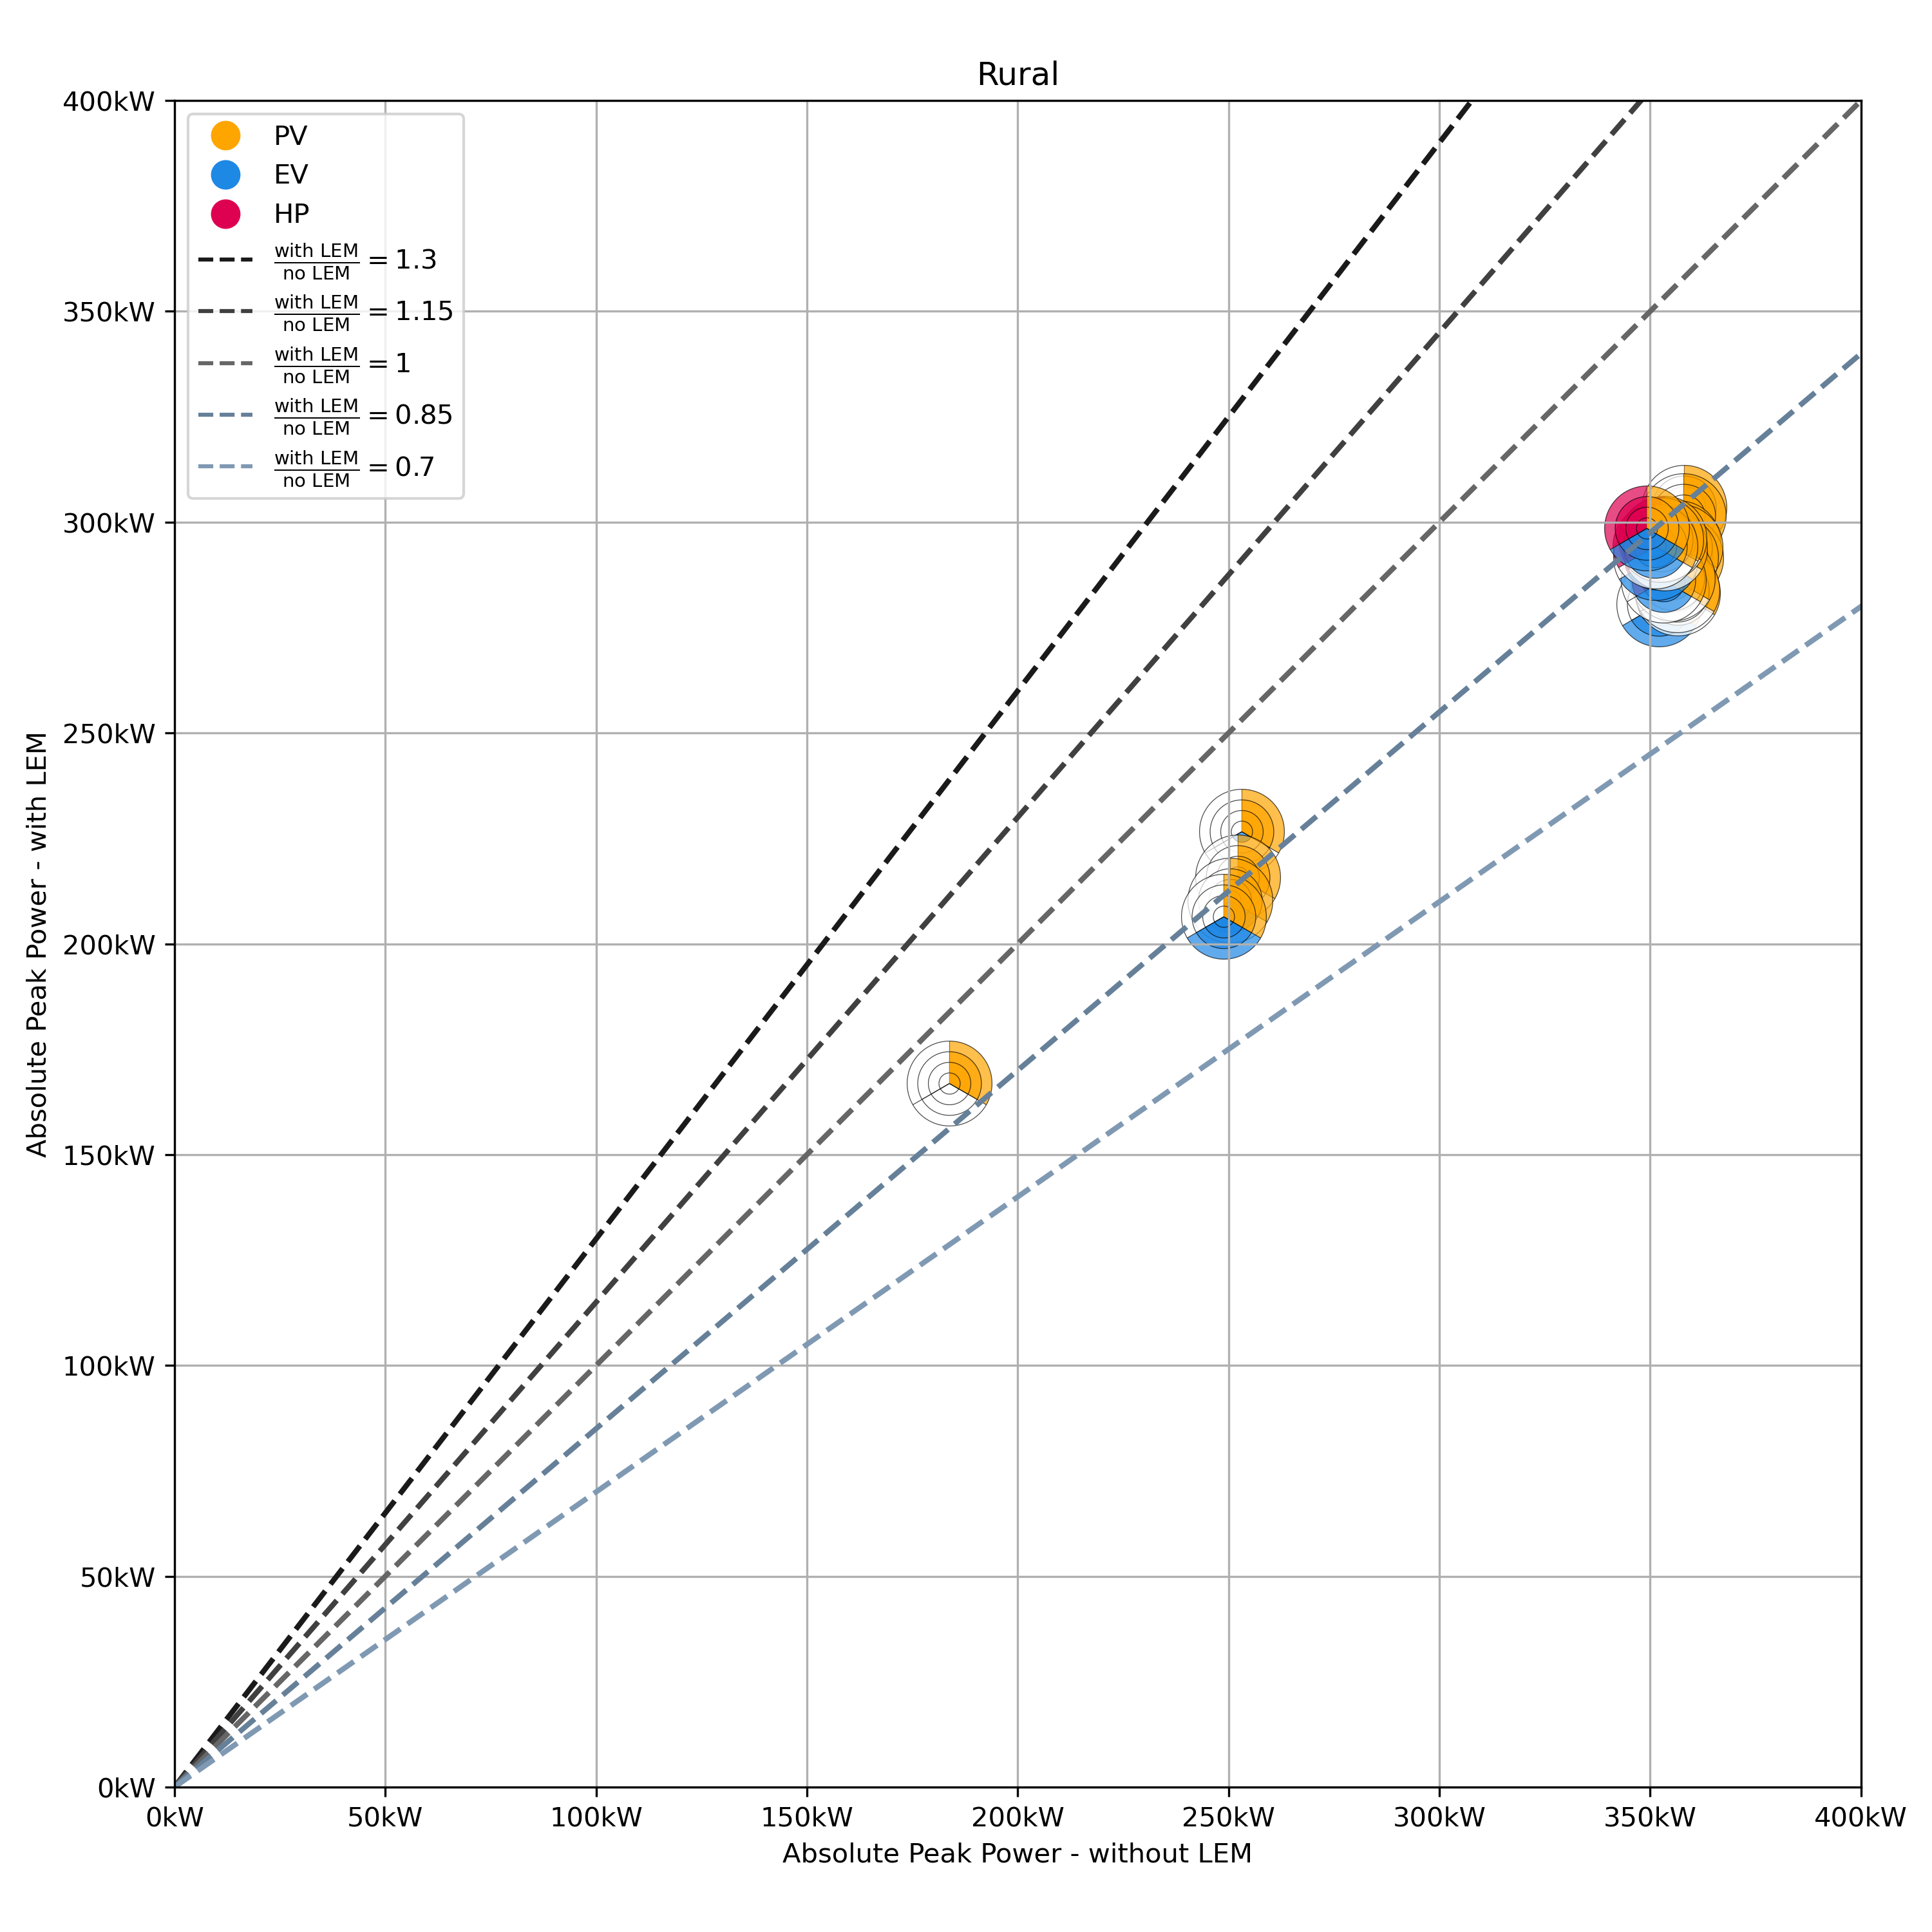 Rural
400kW
350kW
300kW
250kW
200kW
150kW
100kW
50kW
0kW
Absolute Peak Power - with LEM
PV
EV
HP
with LEM
no LEM
= 1.3
with LEM
no LEM
= 1.15
with LEM
no LEM
= 1
with LEM
no LEM
= 0.85
with LEM
no LEM
= 0.7
0kW 50kW 100kW 150kW 200kW 250kW 300kW 350kW 400kW
Absolute Peak Power - without LEM